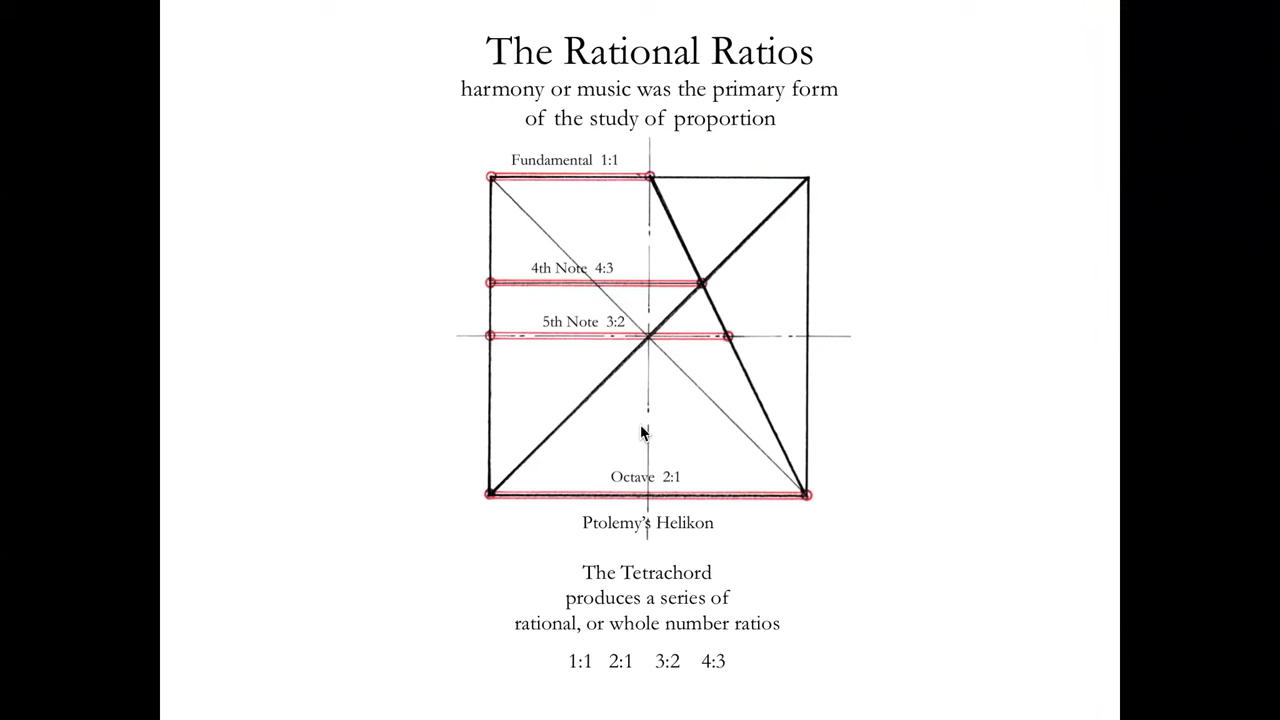 The Rational Ratios
harmony or music was the primary form
of the study of proportion
Fundamental 1:1
4th Note 4:3
5th Note 3:2
Octave 2:1
Ptolemy's Helikon
The Tetrachord
produces a series of
rational, or whole number ratios
1:1 2:1 3:2 4:3